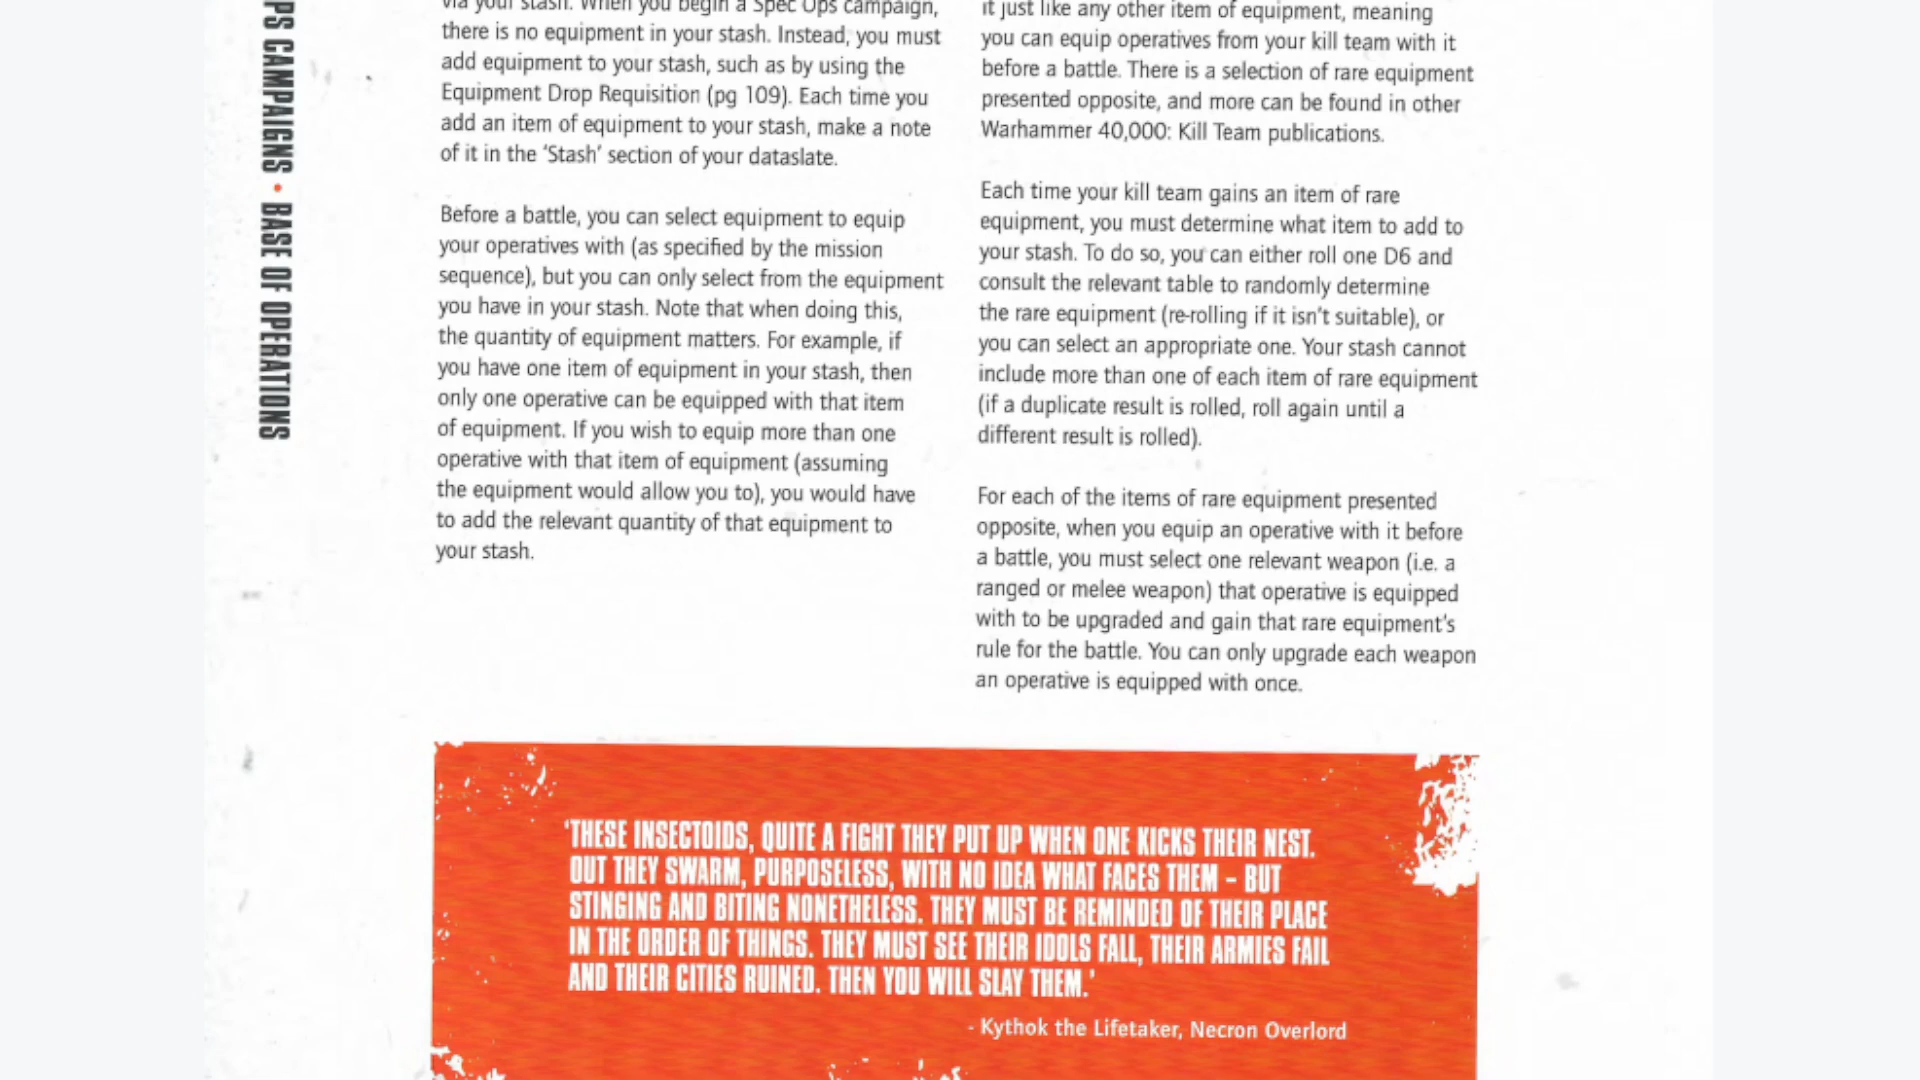 PS CAMPAIGNS • BASE OF OPERATIONS
via your stash. When you begin a Spec Ops campaign,
there is no equipment in your stash. Instead, you must
add equipment to your stash, such as by using the
Equipment Drop Requisition (pg 109). Each time you
add an item of equipment to your stash, make a note
of it in the ‘Stash’ section of your dataslate.
Before a battle, you can select equipment to equip
your operatives with (as specified by the mission
sequence), but you can only select from the equipment
you have in your stash. Note that when doing this,
the quantity of equipment matters. For example, if
you have one item of equipment in your stash, then
only one operative can be equipped with that item
of equipment. If you wish to equip more than one
operative with that item of equipment (assuming
the equipment would allow you to), you would have
to add the relevant quantity of that equipment to
your stash.
it just like any other item of equipment, meaning
you can equip operatives from your kill team with it
before a battle. There is a selection of rare equipment
presented opposite, and more can be found in other
Warhammer 40,000: Kill Team publications.
Each time your kill team gains an item of rare
equipment, you must determine what item to add to
your stash. To do so, you can either roll one D6 and
consult the relevant table to randomly determine
the rare equipment (re-rolling if it isn’t suitable), or
you can select an appropriate one. Your stash cannot
include more than one of each item of rare equipment
(if a duplicate result is rolled, roll again until a
different result is rolled).
For each of the items of rare equipment presented
opposite, when you equip an operative with it before
a battle, you must select one relevant weapon (i.e. a
ranged or melee weapon) that operative is equipped
with to be upgraded and gain that rare equipment’s
rule for the battle. You can only upgrade each weapon
an operative is equipped with once.
‘THESE INSECTOIDS, QUITE A FIGHT THEY PUT UP WHEN ONE KICKS THEIR NEST.
OUT THEY SWARM, PURPOSELESS, WITH NO IDEA WHAT FACES THEM – BUT
STINGING AND BITING NONETHELESS. THEY MUST BE REMINDED OF THEIR PLACE
IN THE ORDER OF THINGS. THEY MUST SEE THEIR IDOLS FALL, THEIR ARMIES FAIL
AND THEIR CITIES RUINED. THEN YOU WILL SLAY THEM.’
- Kythok the Lifetaker, Necron Overlord